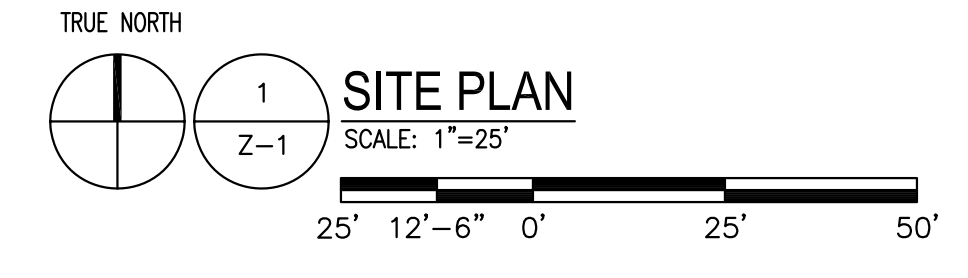 TRUE NORTH
1
Z-1
SITE PLAN
SCALE: 1"=25'
25' 12'-6" 0' 25' 50'